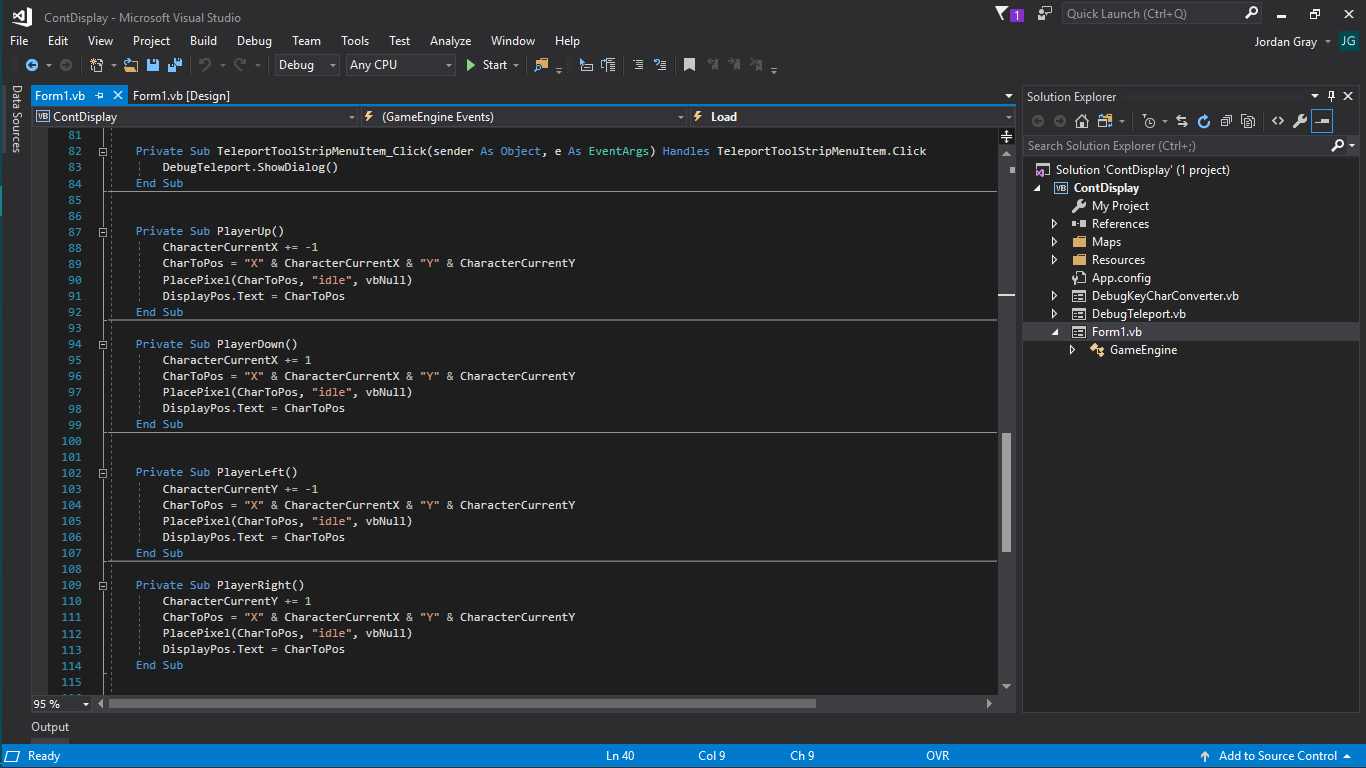 ContDisplay - Microsoft Visual Studio
1
Quick Launch (Ctrl+Q)
File Edit View Project Build Debug Team Tools Test Analyze Window Help
Jordan Gray JG
Debug Any CPU Start
Data Sources
Form1.vb Form1.vb [Design]
VB ContDisplay (GameEngine Events) Load
81
82 Private Sub TeleportToolStripMenuItem_Click(sender As Object, e As EventArgs) Handles TeleportToolStripMenuItem.Click
83 DebugTeleport.ShowDialog()
84 End Sub
85
86
87 Private Sub PlayerUp()
88 CharacterCurrentX += -1
89 CharToPos = "X" & CharacterCurrentX & "Y" & CharacterCurrentY
90 PlacePixel(CharToPos, "idle", vbNull)
91 DisplayPos.Text = CharToPos
92 End Sub
93
94 Private Sub PlayerDown()
95 CharacterCurrentX += 1
96 CharToPos = "X" & CharacterCurrentX & "Y" & CharacterCurrentY
97 PlacePixel(CharToPos, "idle", vbNull)
98 DisplayPos.Text = CharToPos
99 End Sub
100
101
102 Private Sub PlayerLeft()
103 CharacterCurrentY += -1
104 CharToPos = "X" & CharacterCurrentX & "Y" & CharacterCurrentY
105 PlacePixel(CharToPos, "idle", vbNull)
106 DisplayPos.Text = CharToPos
107 End Sub
108
109 Private Sub PlayerRight()
110 CharacterCurrentY += 1
111 CharToPos = "X" & CharacterCurrentX & "Y" & CharacterCurrentY
112 PlacePixel(CharToPos, "idle", vbNull)
113 DisplayPos.Text = CharToPos
114 End Sub
115
95 %
Solution Explorer
Search Solution Explorer (Ctrl+;)
Solution 'ContDisplay' (1 project)
VB ContDisplay
My Project
References
Maps
Resources
App.config
DebugKeyCharConverter.vb
DebugTeleport.vb
Form1.vb
GameEngine
Output
Ready Ln 40 Col 9 Ch 9 OVR Add to Source Control